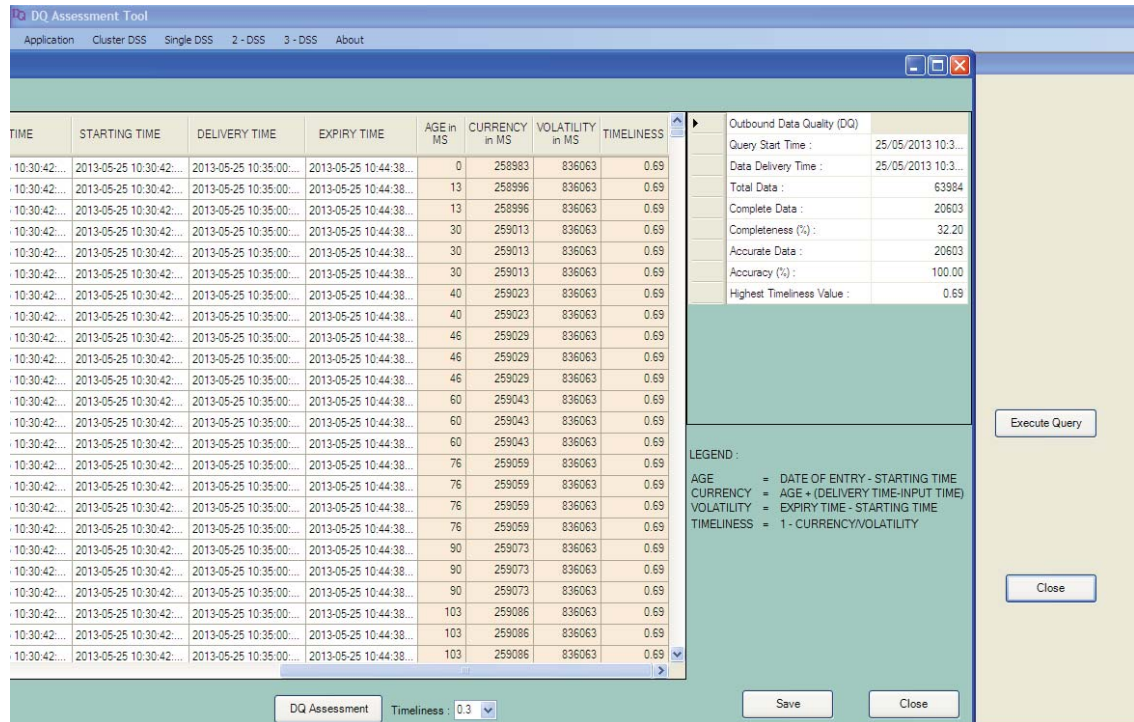 DQ Assessment Tool
Application Cluster DSS Single DSS 2 - DSS 3 - DSS About
TIME STARTING TIME DELIVERY TIME EXPIRY TIME AGE in MS CURRENCY in MS VOLATILITY in MS TIMELINESS
10:30:42:... 2013-05-25 10:30:42:... 2013-05-25 10:35:00:... 2013-05-25 10:44:38... 0 258983 836063 0.69
10:30:42:... 2013-05-25 10:30:42:... 2013-05-25 10:35:00:... 2013-05-25 10:44:38... 13 258996 836063 0.69
10:30:42:... 2013-05-25 10:30:42:... 2013-05-25 10:35:00:... 2013-05-25 10:44:38... 13 258996 836063 0.69
10:30:42:... 2013-05-25 10:30:42:... 2013-05-25 10:35:00:... 2013-05-25 10:44:38... 30 259013 836063 0.69
10:30:42:... 2013-05-25 10:30:42:... 2013-05-25 10:35:00:... 2013-05-25 10:44:38... 30 259013 836063 0.69
10:30:42:... 2013-05-25 10:30:42:... 2013-05-25 10:35:00:... 2013-05-25 10:44:38... 30 259013 836063 0.69
10:30:42:... 2013-05-25 10:30:42:... 2013-05-25 10:35:00:... 2013-05-25 10:44:38... 40 259023 836063 0.69
10:30:42:... 2013-05-25 10:30:42:... 2013-05-25 10:35:00:... 2013-05-25 10:44:38... 40 259023 836063 0.69
10:30:42:... 2013-05-25 10:30:42:... 2013-05-25 10:35:00:... 2013-05-25 10:44:38... 46 259029 836063 0.69
10:30:42:... 2013-05-25 10:30:42:... 2013-05-25 10:35:00:... 2013-05-25 10:44:38... 46 259029 836063 0.69
10:30:42:... 2013-05-25 10:30:42:... 2013-05-25 10:35:00:... 2013-05-25 10:44:38... 46 259029 836063 0.69
10:30:42:... 2013-05-25 10:30:42:... 2013-05-25 10:35:00:... 2013-05-25 10:44:38... 60 259043 836063 0.69
10:30:42:... 2013-05-25 10:30:42:... 2013-05-25 10:35:00:... 2013-05-25 10:44:38... 60 259043 836063 0.69
10:30:42:... 2013-05-25 10:30:42:... 2013-05-25 10:35:00:... 2013-05-25 10:44:38... 60 259043 836063 0.69
10:30:42:... 2013-05-25 10:30:42:... 2013-05-25 10:35:00:... 2013-05-25 10:44:38... 76 259059 836063 0.69
10:30:42:... 2013-05-25 10:30:42:... 2013-05-25 10:35:00:... 2013-05-25 10:44:38... 76 259059 836063 0.69
10:30:42:... 2013-05-25 10:30:42:... 2013-05-25 10:35:00:... 2013-05-25 10:44:38... 76 259059 836063 0.69
10:30:42:... 2013-05-25 10:30:42:... 2013-05-25 10:35:00:... 2013-05-25 10:44:38... 76 259059 836063 0.69
10:30:42:... 2013-05-25 10:30:42:... 2013-05-25 10:35:00:... 2013-05-25 10:44:38... 90 259073 836063 0.69
10:30:42:... 2013-05-25 10:30:42:... 2013-05-25 10:35:00:... 2013-05-25 10:44:38... 90 259073 836063 0.69
10:30:42:... 2013-05-25 10:30:42:... 2013-05-25 10:35:00:... 2013-05-25 10:44:38... 90 259073 836063 0.69
10:30:42:... 2013-05-25 10:30:42:... 2013-05-25 10:35:00:... 2013-05-25 10:44:38... 103 259086 836063 0.69
10:30:42:... 2013-05-25 10:30:42:... 2013-05-25 10:35:00:... 2013-05-25 10:44:38... 103 259086 836063 0.69
10:30:42:... 2013-05-25 10:30:42:... 2013-05-25 10:35:00:... 2013-05-25 10:44:38... 103 259086 836063 0.69
Outbound Data Quality (DQ)
Query Start Time : 25/05/2013 10:3...
Data Delivery Time : 25/05/2013 10:3...
Total Data : 63984
Complete Data : 20603
Completeness (%) : 32.20
Accurate Data : 20603
Accuracy (%) : 100.00
Highest Timeliness Value : 0.69
LEGEND :
AGE = DATE OF ENTRY - STARTING TIME
CURRENCY = AGE + (DELIVERY TIME-INPUT TIME)
VOLATILITY = EXPIRY TIME - STARTING TIME
TIMELINESS = 1 - CURRENCY/VOLATILITY
Execute Query
Close
DQ Assessment Timeliness : 0.3 Save Close